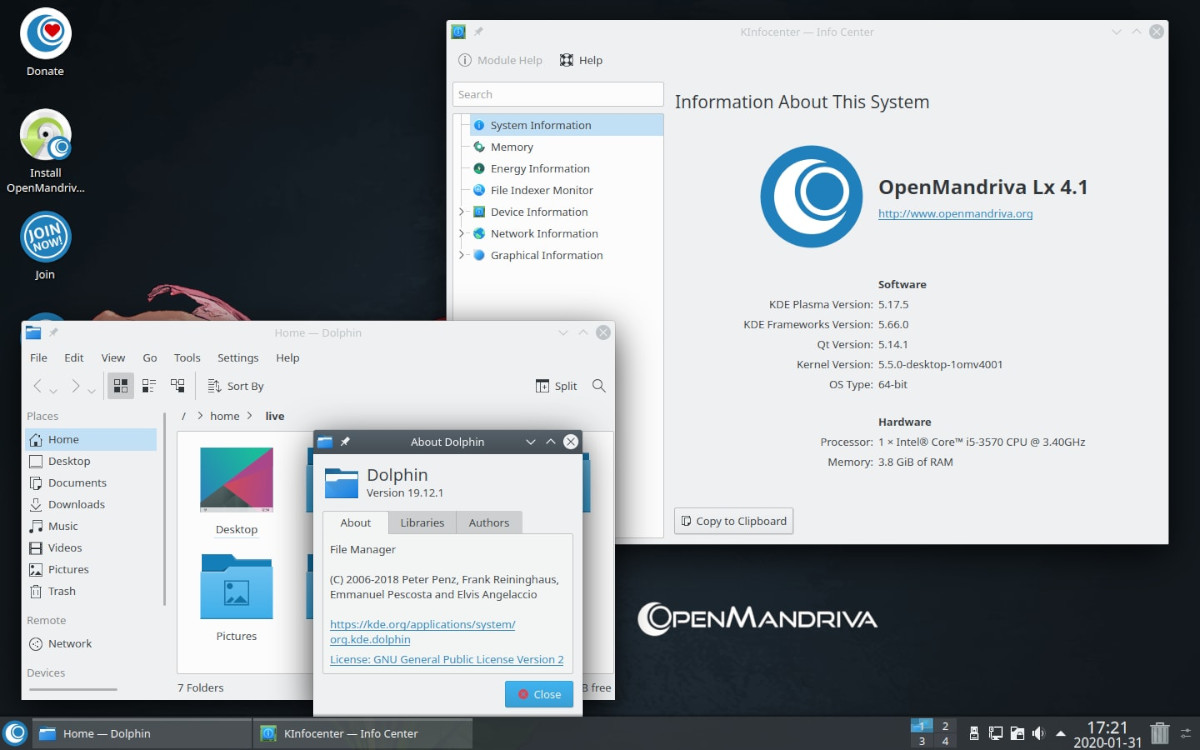 Donate
Install
OpenMandriv...
JOIN
NOW!
Join
KInfocenter — Info Center
Module Help
Help
Search
System Information
Memory
Energy Information
File Indexer Monitor
Device Information
Network Information
Graphical Information
Information About This System
OpenMandriva Lx 4.1
http://www.openmandriva.org
Software
KDE Plasma Version: 5.17.5
KDE Frameworks Version: 5.66.0
Qt Version: 5.14.1
Kernel Version: 5.5.0-desktop-1omv4001
OS Type: 64-bit
Hardware
Processor: 1 × Intel® Core™ i5-3570 CPU @ 3.40GHz
Memory: 3.8 GiB of RAM
Copy to Clipboard
Home — Dolphin
File Edit View Go Tools Settings Help
Sort By
Split
Places
Home
Desktop
Documents
Downloads
Music
Videos
Pictures
Trash
Remote
Network
Devices
/ > home > live
Desktop
Pictures
7 Folders
B free
About Dolphin
Dolphin
Version 19.12.1
About Libraries Authors
File Manager
(C) 2006-2018 Peter Penz, Frank Reininghaus,
Emmanuel Pescosta and Elvis Angelaccio
https://kde.org/applications/system/
org.kde.dolphin
License: GNU General Public License Version 2
Close
OPENMANDRIVA
Home — Dolphin
KInfocenter — Info Center
1 2
3 4
17:21
2020-01-31